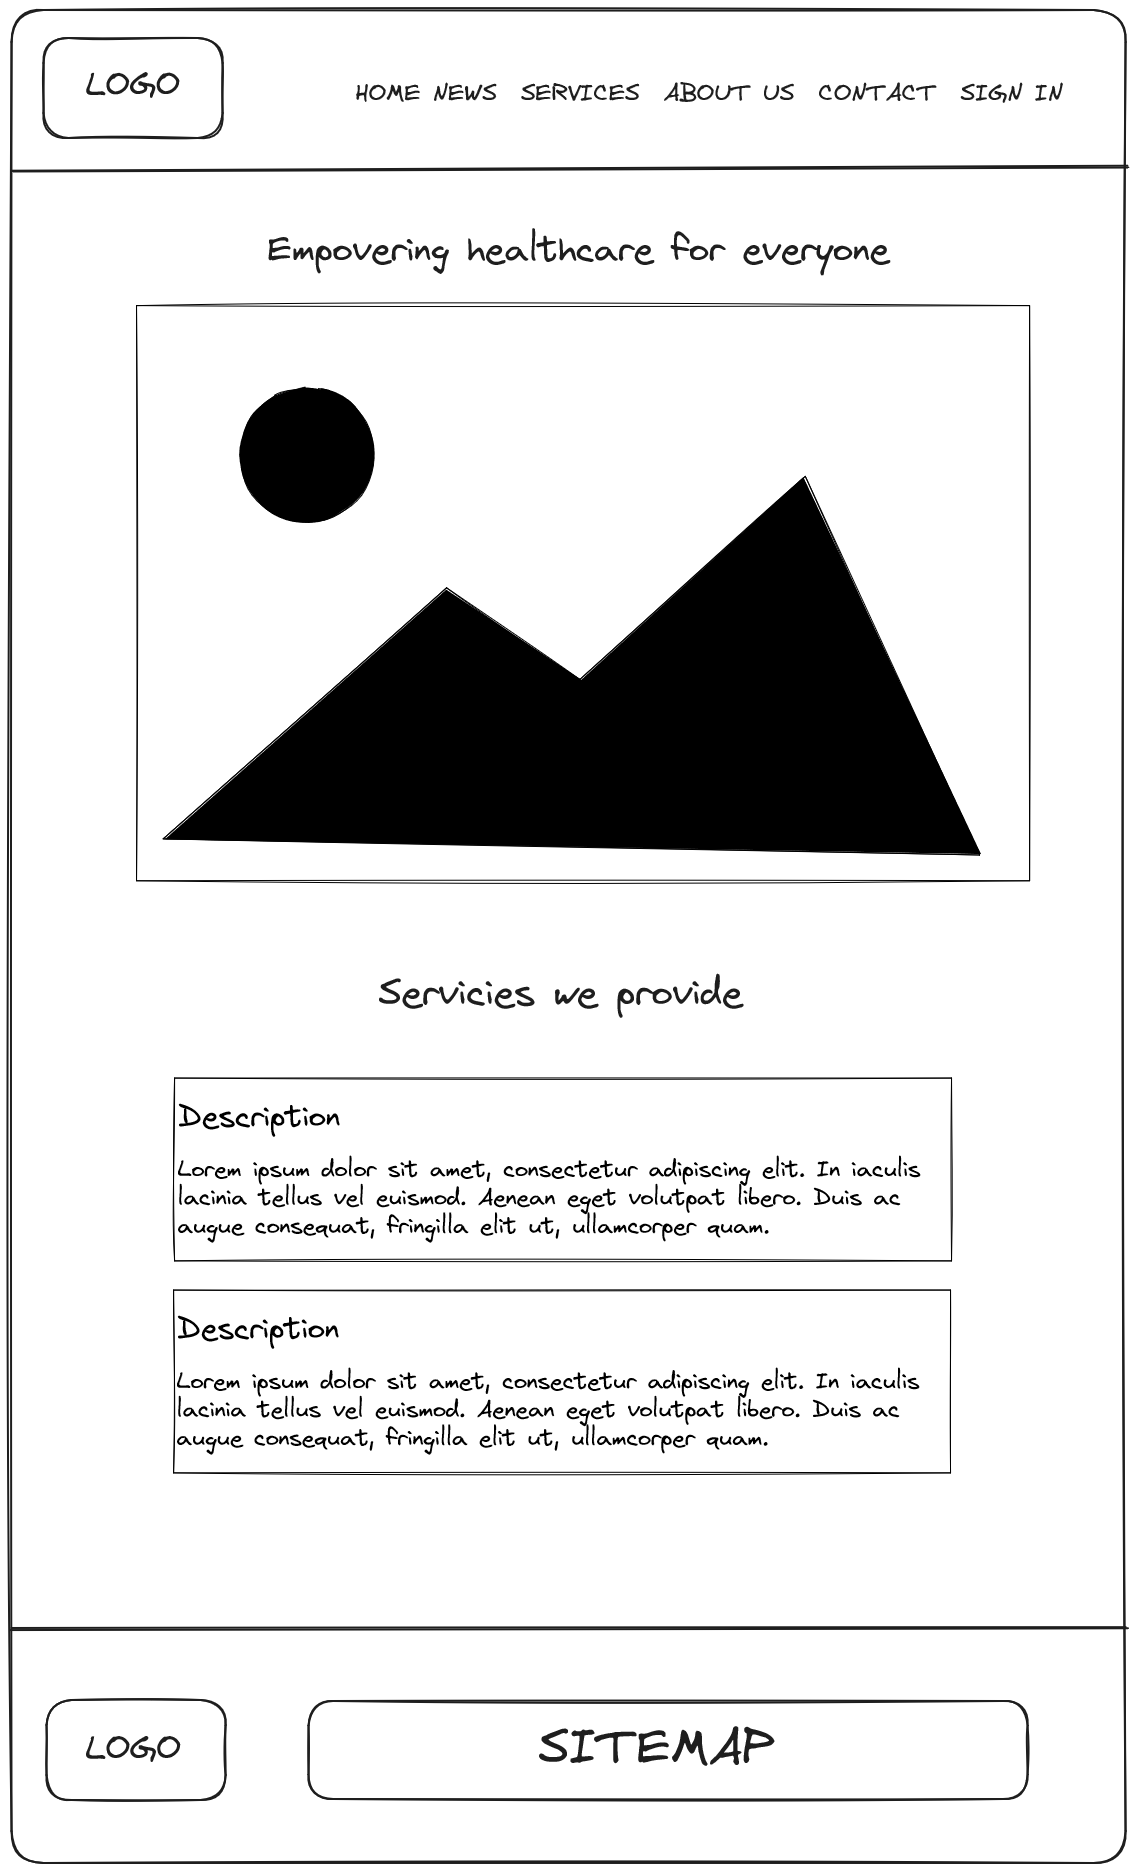 LOGO
HOME NEWS SERVICES ABOUT US CONTACT SIGN IN
Empovering healthcare for everyone
Servicies we provide
Description
Lorem ipsum dolor sit amet, consectetur adipiscing elit. In iaculis
lacinia tellus vel euismod. Aenean eget volutpat libero. Duis ac
augue consequat, fringilla elit ut, ullamcorper quam.
Description
Lorem ipsum dolor sit amet, consectetur adipiscing elit. In iaculis
lacinia tellus vel euismod. Aenean eget volutpat libero. Duis ac
augue consequat, fringilla elit ut, ullamcorper quam.
LOGO
SITEMAP